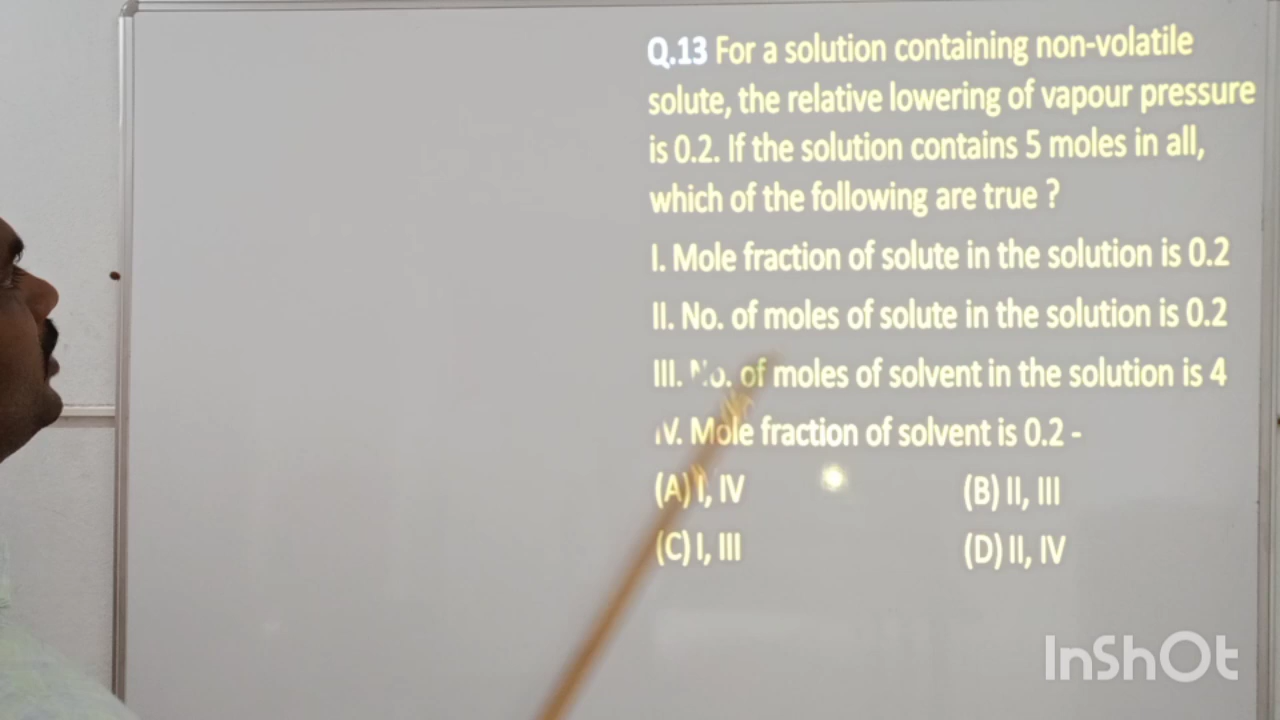 Q.13 For a solution containing non-volatile
solute, the relative lowering of vapour pressure
is 0.2. If the solution contains 5 moles in all,
which of the following are true ?
I. Mole fraction of solute in the solution is 0.2
II. No. of moles of solute in the solution is 0.2
III. No. of moles of solvent in the solution is 4
IV. Mole fraction of solvent is 0.2 -
(A) I, IV (B) II, III
(C) I, III (D) II, IV
InShOt